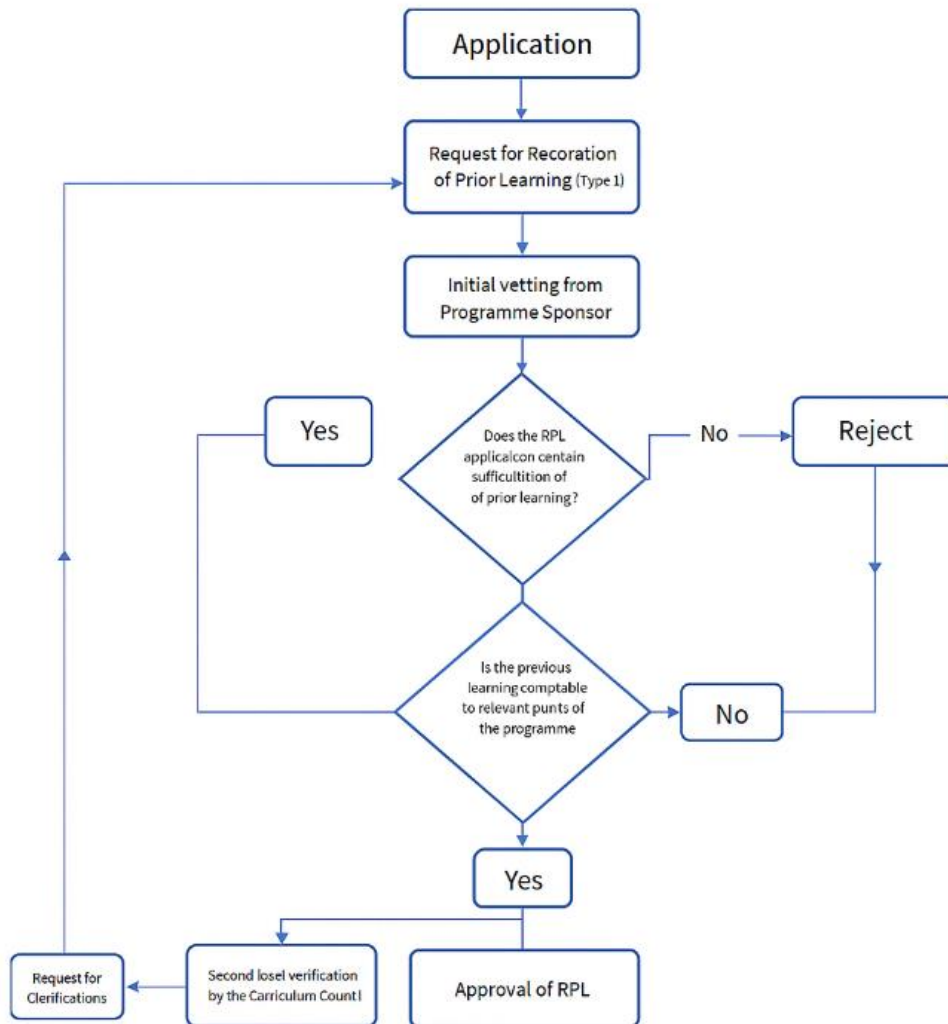 Application
Request for Recoration
of Prior Learning (Type 1)
Initial vetting from
Programme Sponsor
Yes
Does the RPL
applicalcon centain
sufficultition of
of prior learning?
No
Reject
Is the previous
learning comptable
to relevant punts of
the programme
No
Yes
Request for
Clerifications
Second losel verification
by the Carriculum Count l
Approval of RPL